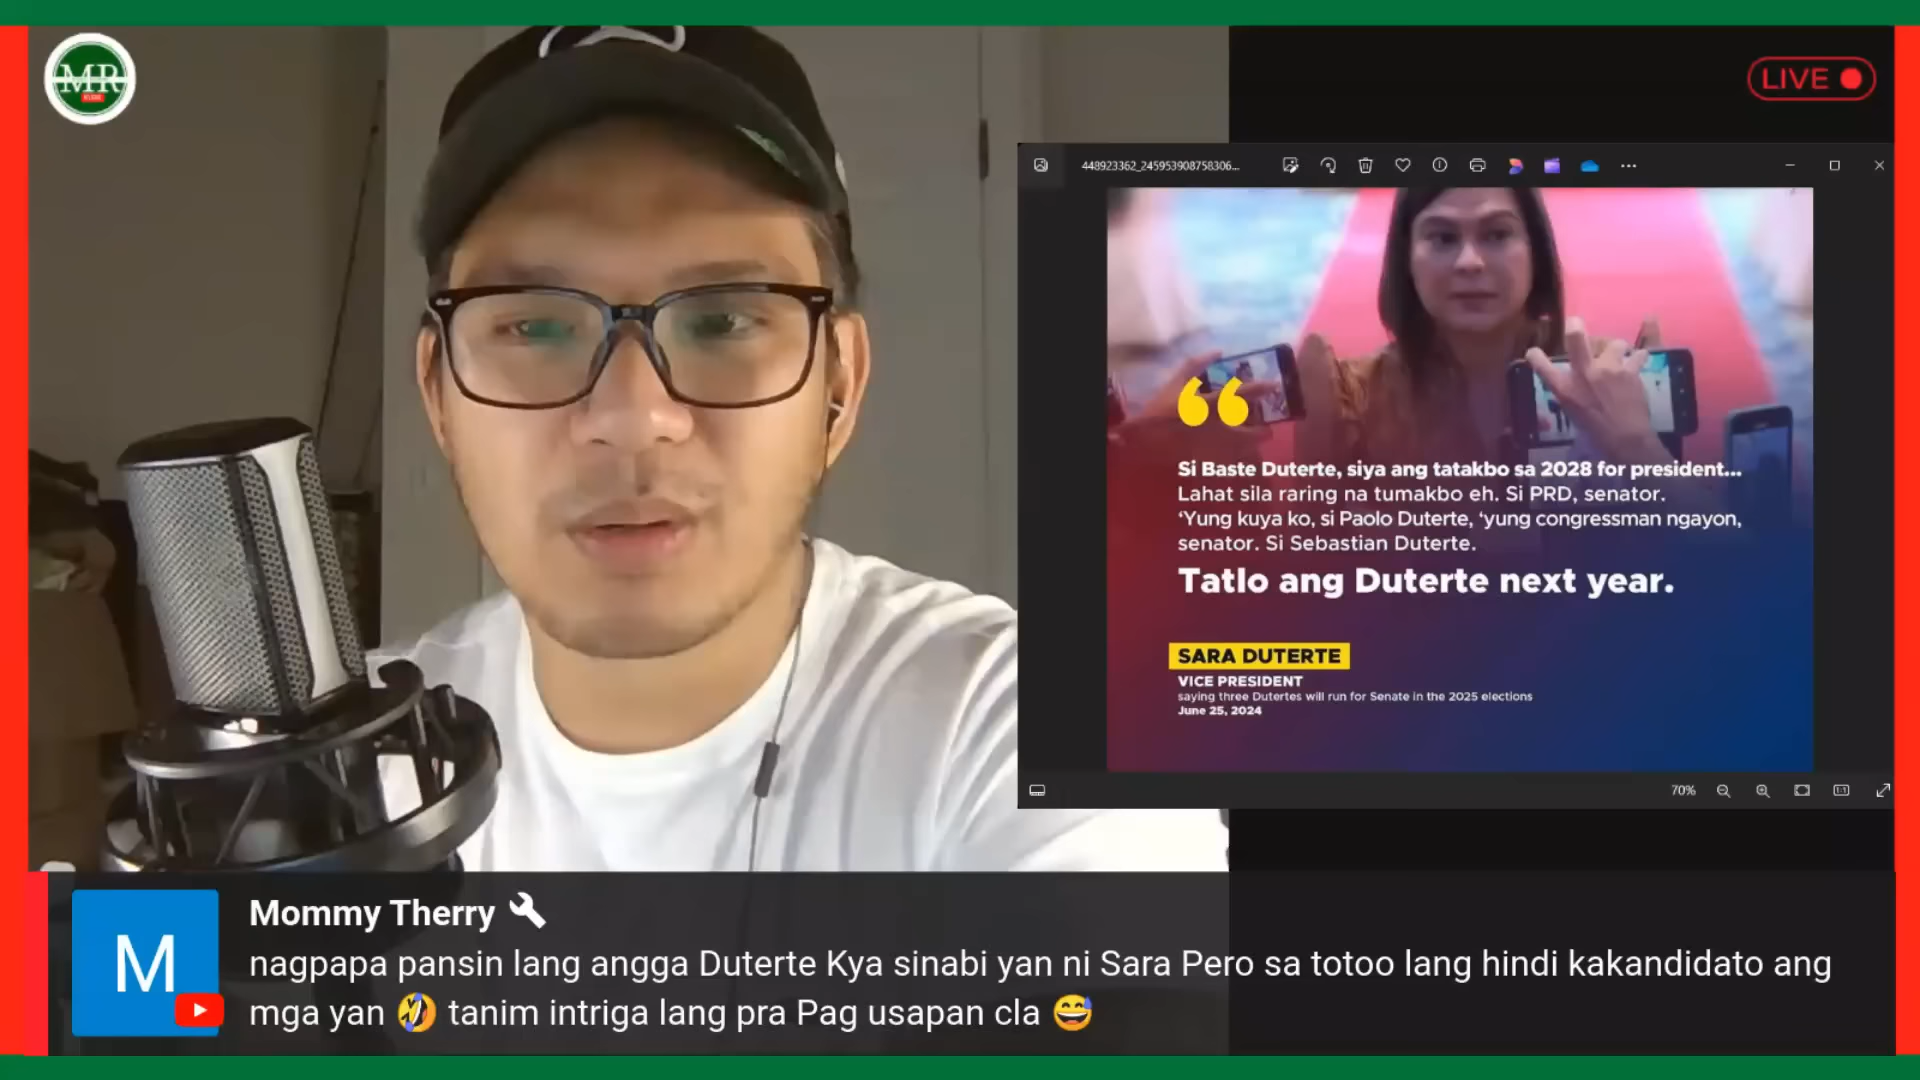 MR
LIVE
448923362_245953908758306...
Si Baste Duterte, siya ang tatakbo sa 2028 for president...
Lahat sila raring na tumakbo eh. Si PRD, senator.
‘Yung kuya ko, si Paolo Duterte, ‘yung congressman ngayon,
senator. Si Sebastian Duterte.
Tatlo ang Duterte next year.
SARA DUTERTE
VICE PRESIDENT
saying three Dutertes will run for Senate in the 2025 elections
June 25, 2024
70%
M
Mommy Therry
nagpapa pansin lang angga Duterte Kya sinabi yan ni Sara Pero sa totoo lang hindi kakandidato ang
mga yan 🤣 tanim intriga lang pra Pag usapan cla 😅